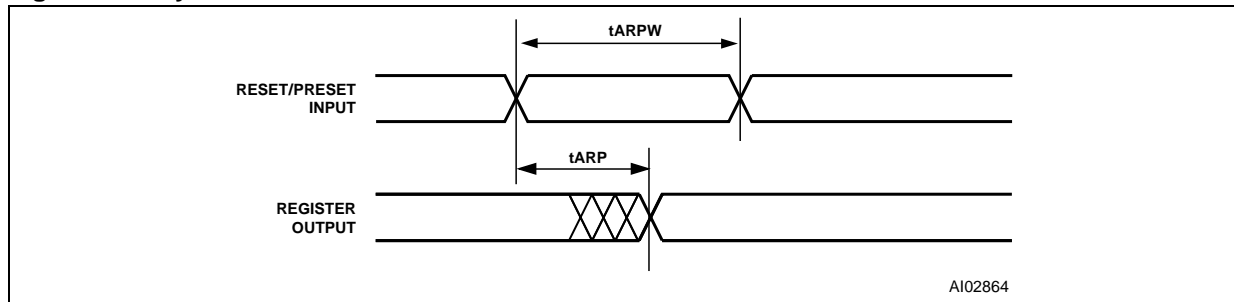 tARPW
RESET/PRESET
INPUT
tARP
REGISTER
OUTPUT
AI02864